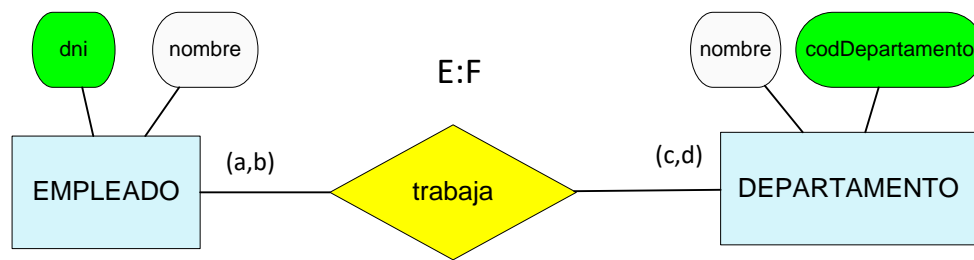 dni
nombre
nombre
codDepartamento
E:F
(a,b)
(c,d)
EMPLEADO
trabaja
DEPARTAMENTO